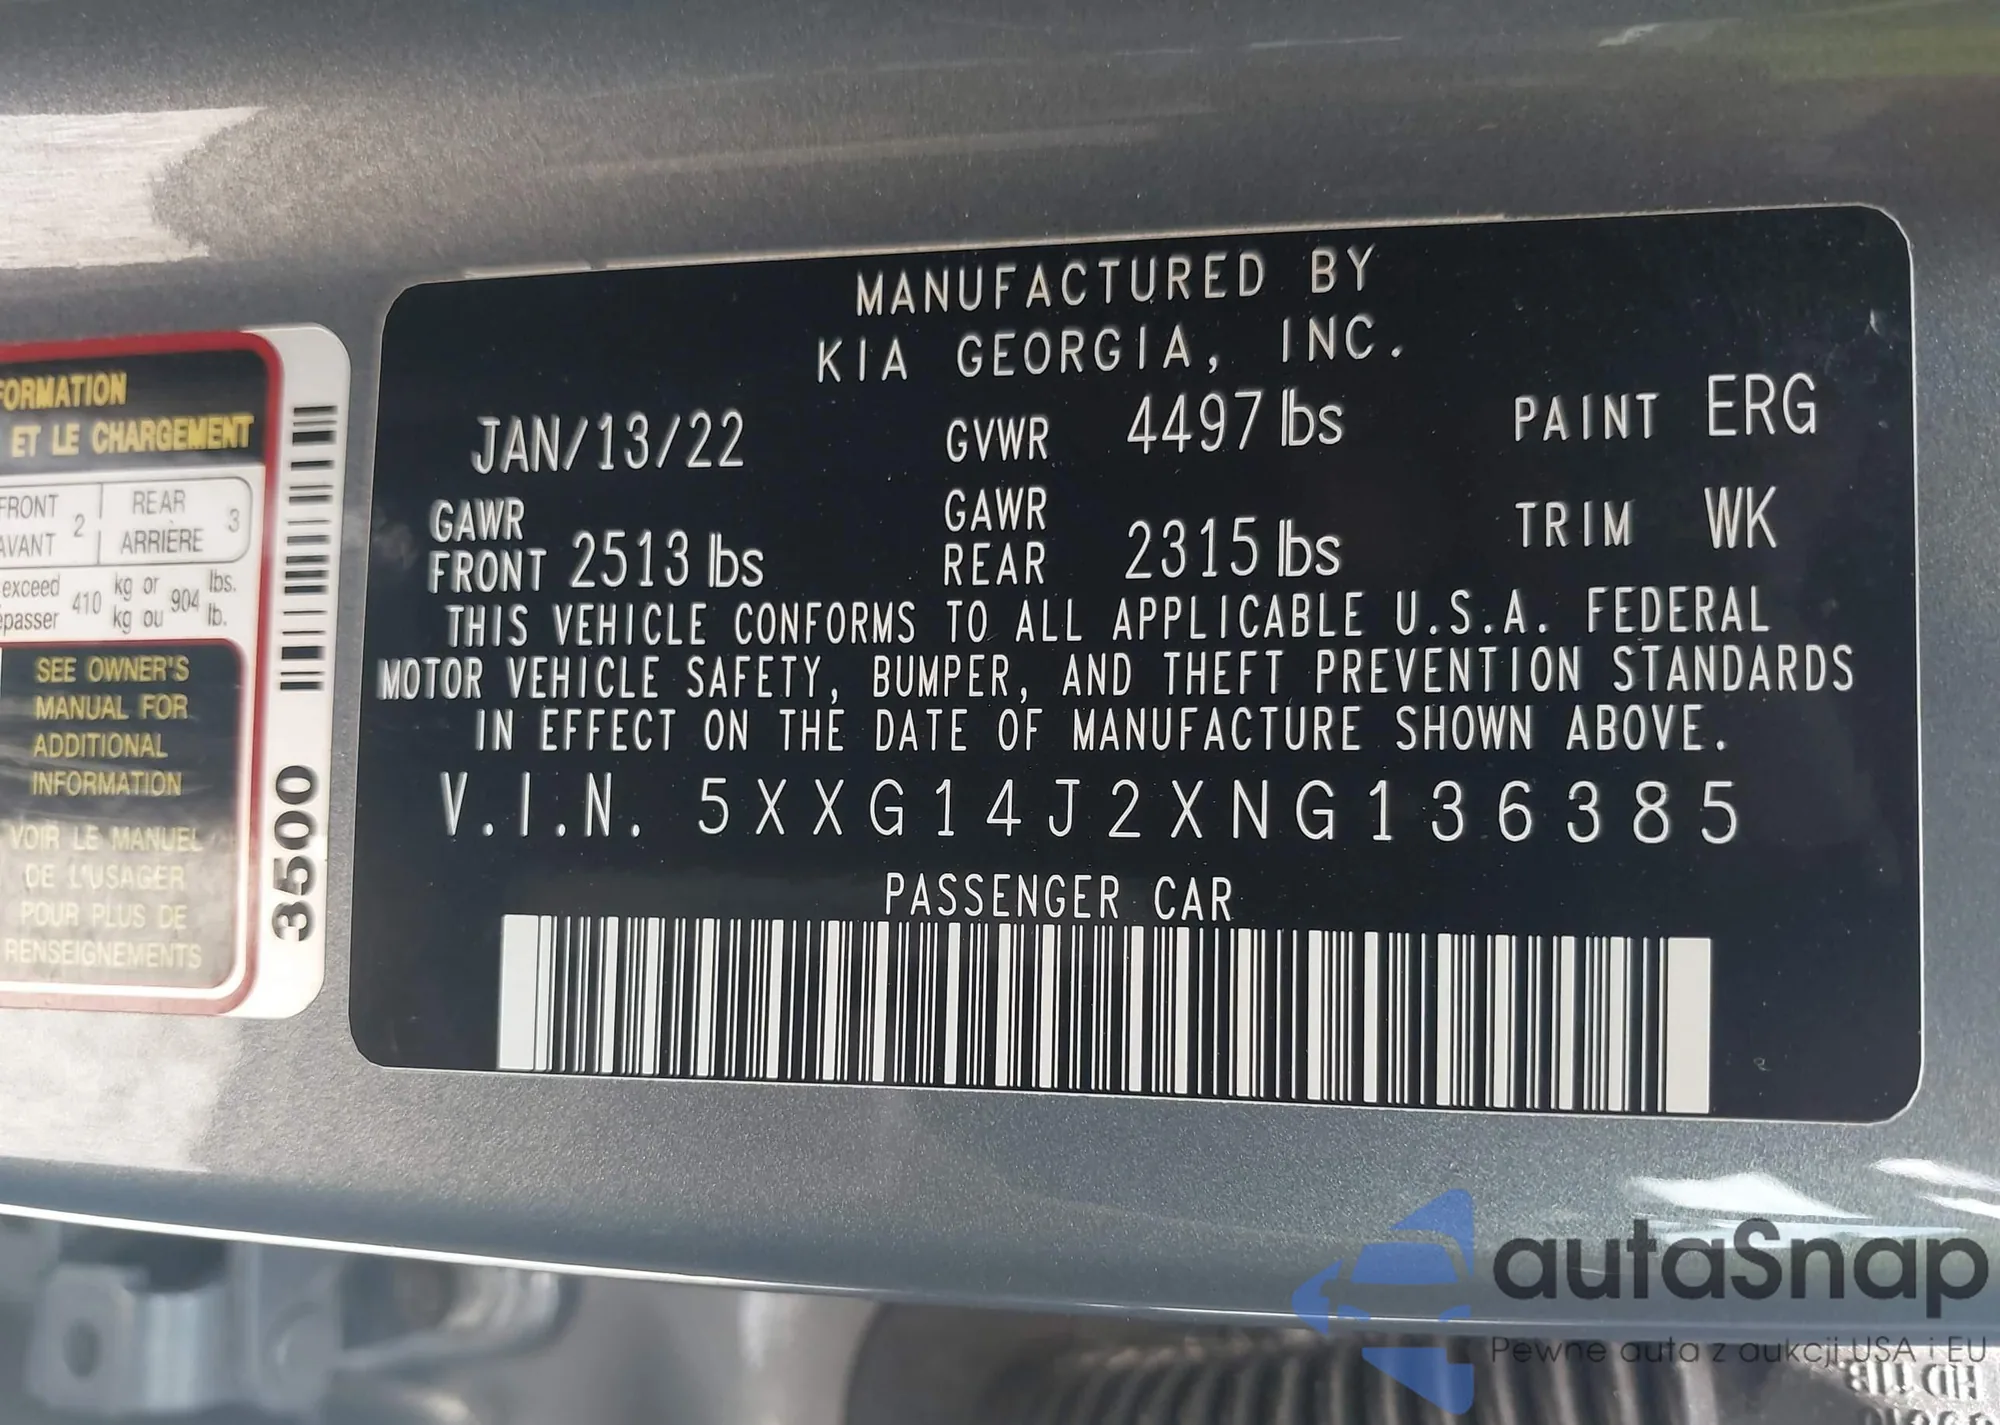 FORMATION
ET LE CHARGEMENT
FRONT
AVANT 2
REAR
ARRIÈRE 3
exceed
passer 410 kg or
kg ou 904 lbs.
lb.
SEE OWNER'S
MANUAL FOR
ADDITIONAL
INFORMATION
VOIR LE MANUEL
DE L'USAGER
POUR PLUS DE
RENSEIGNEMENTS
3500
MANUFACTURED BY
KIA GEORGIA, INC.
JAN/13/22 GVWR 4497 lbs PAINT ERG
GAWR
FRONT 2513 lbs
GAWR
REAR 2315 lbs TRIM WK
THIS VEHICLE CONFORMS TO ALL APPLICABLE U.S.A. FEDERAL
MOTOR VEHICLE SAFETY, BUMPER, AND THEFT PREVENTION STANDARDS
IN EFFECT ON THE DATE OF MANUFACTURE SHOWN ABOVE.
V.I.N. 5XXG14J2XNG136385
PASSENGER CAR
autaSnap
Pewne auta z aukcji USA i EU